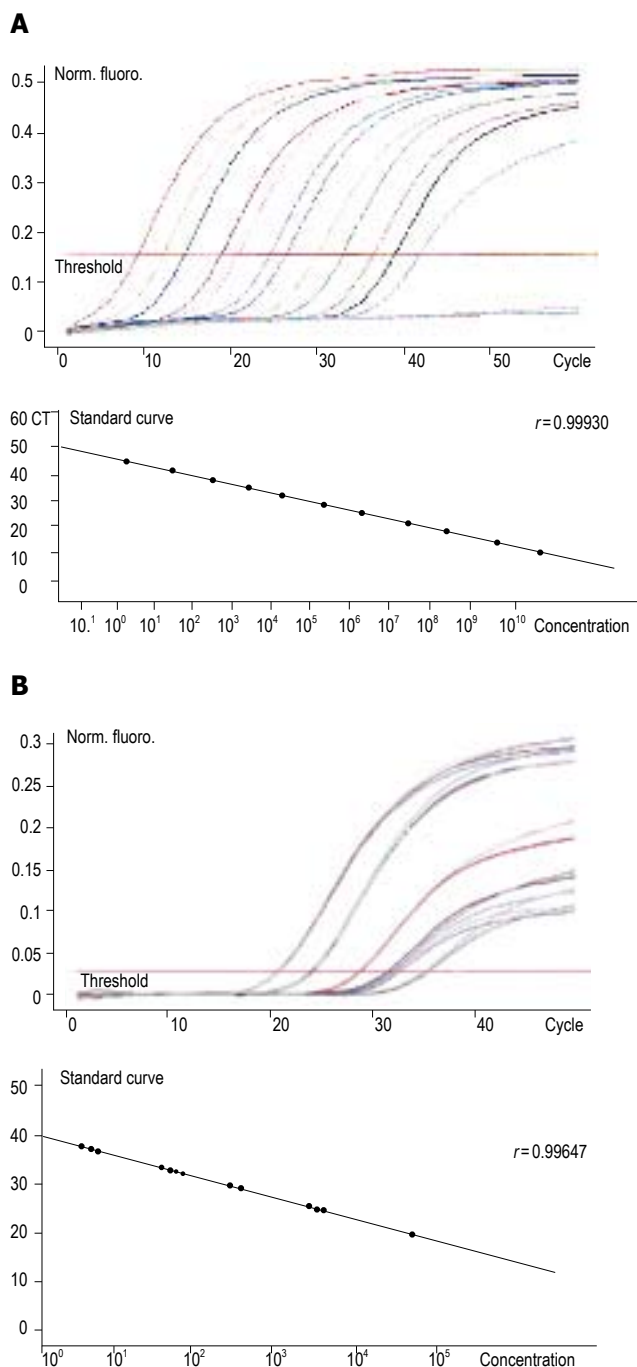 A
Norm. fluoro.
0.5
0.4
0.3
0.2
0.1
0
Threshold
0 10 20 30 40 50 Cycle
60 CT Standard curve
r=0.99930
50
40
30
20
10
0
10.¹ 10⁰ 10¹ 10² 10³ 10⁴ 10⁵ 10⁶ 10⁷ 10⁸ 10⁹ 10¹⁰ Concentration
B
Norm. fluoro.
0.3
0.25
0.2
0.15
0.1
0.05
Threshold
0
0 10 20 30 40 Cycle
Standard curve
50
40
r=0.99647
30
20
10
0
10⁰ 10¹ 10² 10³ 10⁴ 10⁵ Concentration